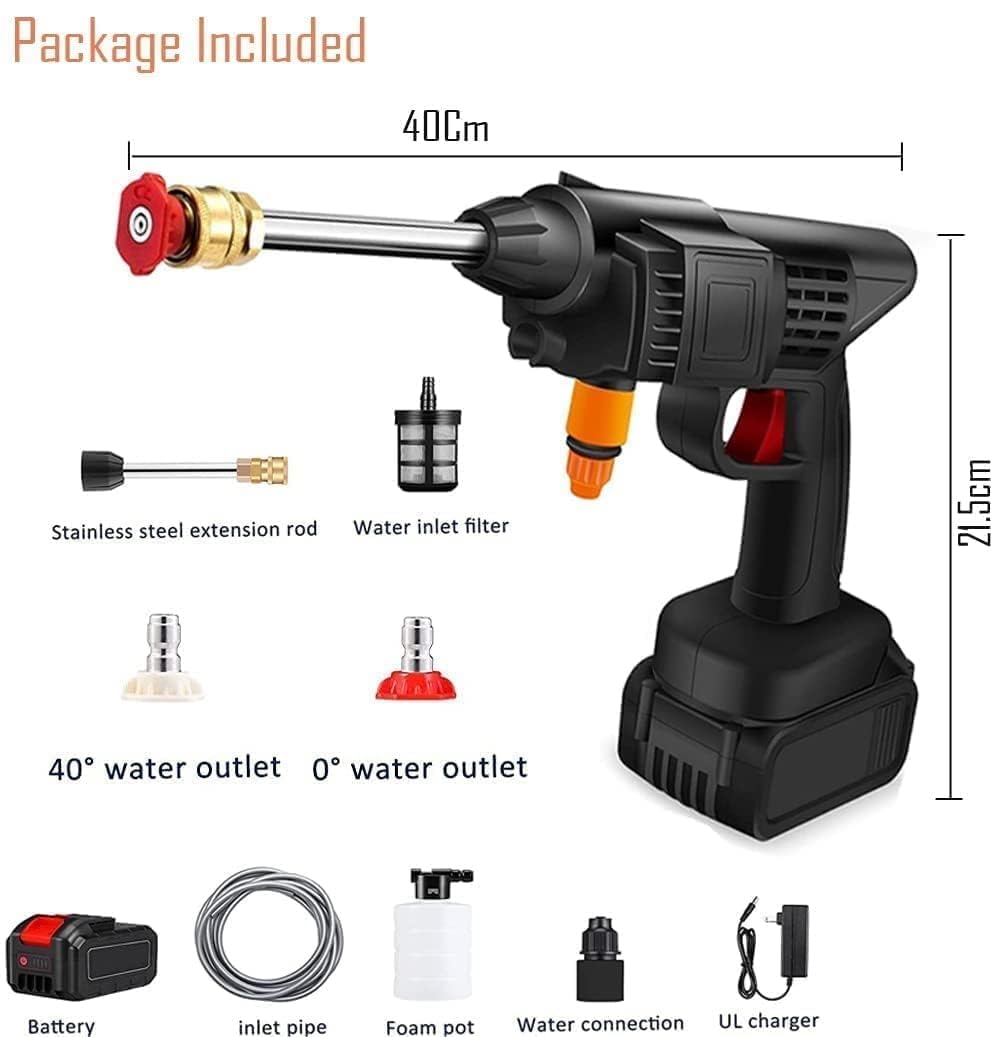 Package Included
40Cm
21.5cm
Stainless steel extension rod
Water inlet filter
40° water outlet
0° water outlet
Battery
inlet pipe
Foam pot
Water connection
UL charger